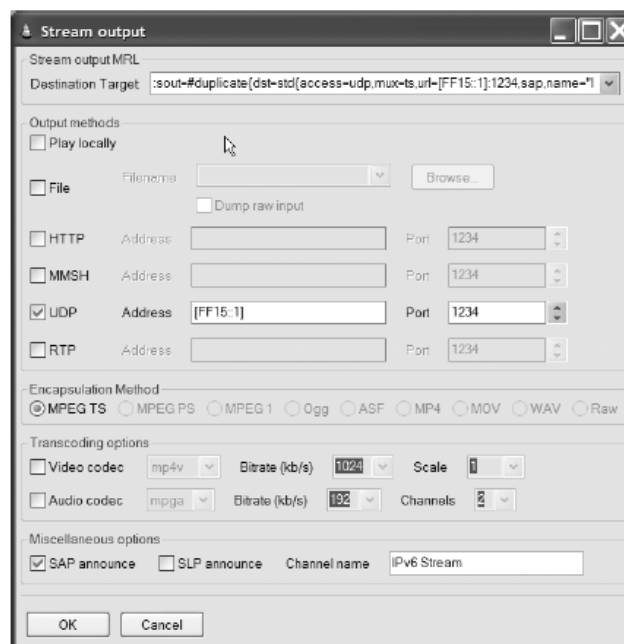 Stream output
Stream output MRL
Destination Target :sout=#duplicate{dst=std{access=udp,mux=ts,url=[FF15::1]:1234,sap,name="I
Output methods
Play locally
File Filename Browse...
Dump raw input
HTTP Address Port 1234
MMSH Address Port 1234
UDP Address [FF15::1] Port 1234
RTP Address Port 1234
Encapsulation Method
MPEG TS MPEG PS MPEG 1 Ogg ASF MP4 MOV WAV Raw
Transcoding options
Video codec mp4v Bitrate (kb/s) 1024 Scale 1
Audio codec mpga Bitrate (kb/s) 192 Channels 2
Miscellaneous options
SAP announce SLP announce Channel name IPv6 Stream
OK Cancel